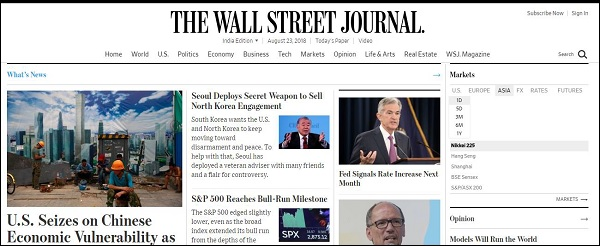 THE WALL STREET JOURNAL.
Subscribe Now | Sign In
India Edition | August 23, 2018 | Today's Paper | Video
Home World U.S. Politics Economy Business Tech Markets Opinion Life & Arts Real Estate WSJ. Magazine Search
What's News
Seoul Deploys Secret Weapon to Sell
North Korea Engagement
South Korea wants the U.S.
and North Korea to keep
moving toward
disarmament and peace. To
help with that, Seoul has
deployed a veteran adviser with many friends
and a flair for controversy.
S&P 500 Reaches Bull-Run Milestone
The S&P 500 edged slightly
lower, even as the broad
index extended its bull run
from the depths of the
SPX
2,873.12
U.S. Seizes on Chinese
Economic Vulnerability as
Fed Signals Rate Increase Next
Month
Markets
U.S. EUROPE ASIA FX RATES FUTURES
1D
5D
3M
6M
1Y
Nikkei 225
Hang Seng
Shanghai
BSE Sensex
S&P/ASX 200
MARKETS
Opinion
Models Will Run the World